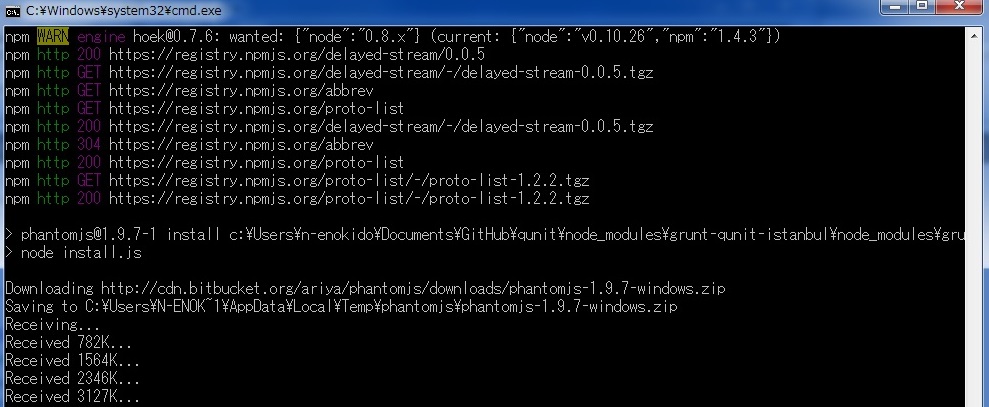 C:¥Windows¥system32¥cmd.exe
npm WARN engine hoek@0.7.6: wanted: {"node":"0.8.x"} (current: {"node":"v0.10.26","npm":"1.4.3"})
npm http 200 https://registry.npmjs.org/delayed-stream/0.0.5
npm http GET https://registry.npmjs.org/delayed-stream/-/delayed-stream-0.0.5.tgz
npm http GET https://registry.npmjs.org/abbrev
npm http GET https://registry.npmjs.org/proto-list
npm http 200 https://registry.npmjs.org/delayed-stream/-/delayed-stream-0.0.5.tgz
npm http 304 https://registry.npmjs.org/abbrev
npm http 200 https://registry.npmjs.org/proto-list
npm http GET https://registry.npmjs.org/proto-list/-/proto-list-1.2.2.tgz
npm http 200 https://registry.npmjs.org/proto-list/-/proto-list-1.2.2.tgz
> phantomjs@1.9.7-1 install c:¥Users¥n-enokido¥Documents¥GitHub¥qunit¥node_modules¥grunt-qunit-istanbul¥node_modules¥gru
> node install.js
Downloading http://cdn.bitbucket.org/ariya/phantomjs/downloads/phantomjs-1.9.7-windows.zip
Saving to C:¥Users¥N-ENOK~1¥AppData¥Local¥Temp¥phantomjs¥phantomjs-1.9.7-windows.zip
Receiving...
Received 782K...
Received 1564K...
Received 2346K...
Received 3127K...